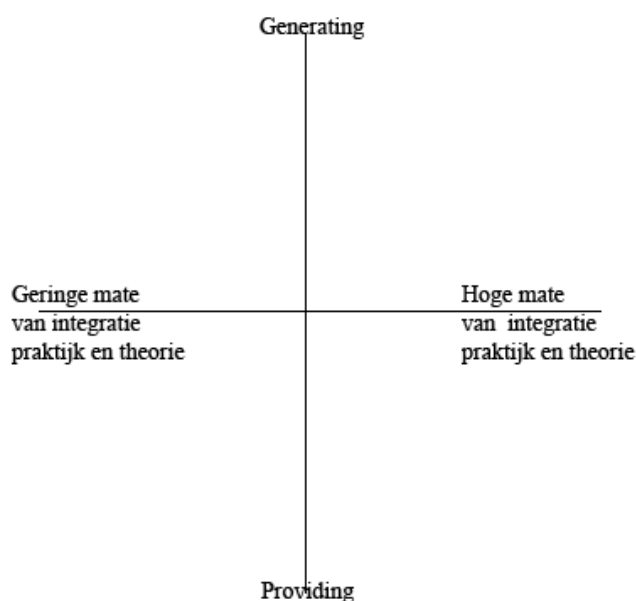 Generating
Geringe mate
van integratie
praktijk en theorie
Hoge mate
van integratie
praktijk en theorie
Providing